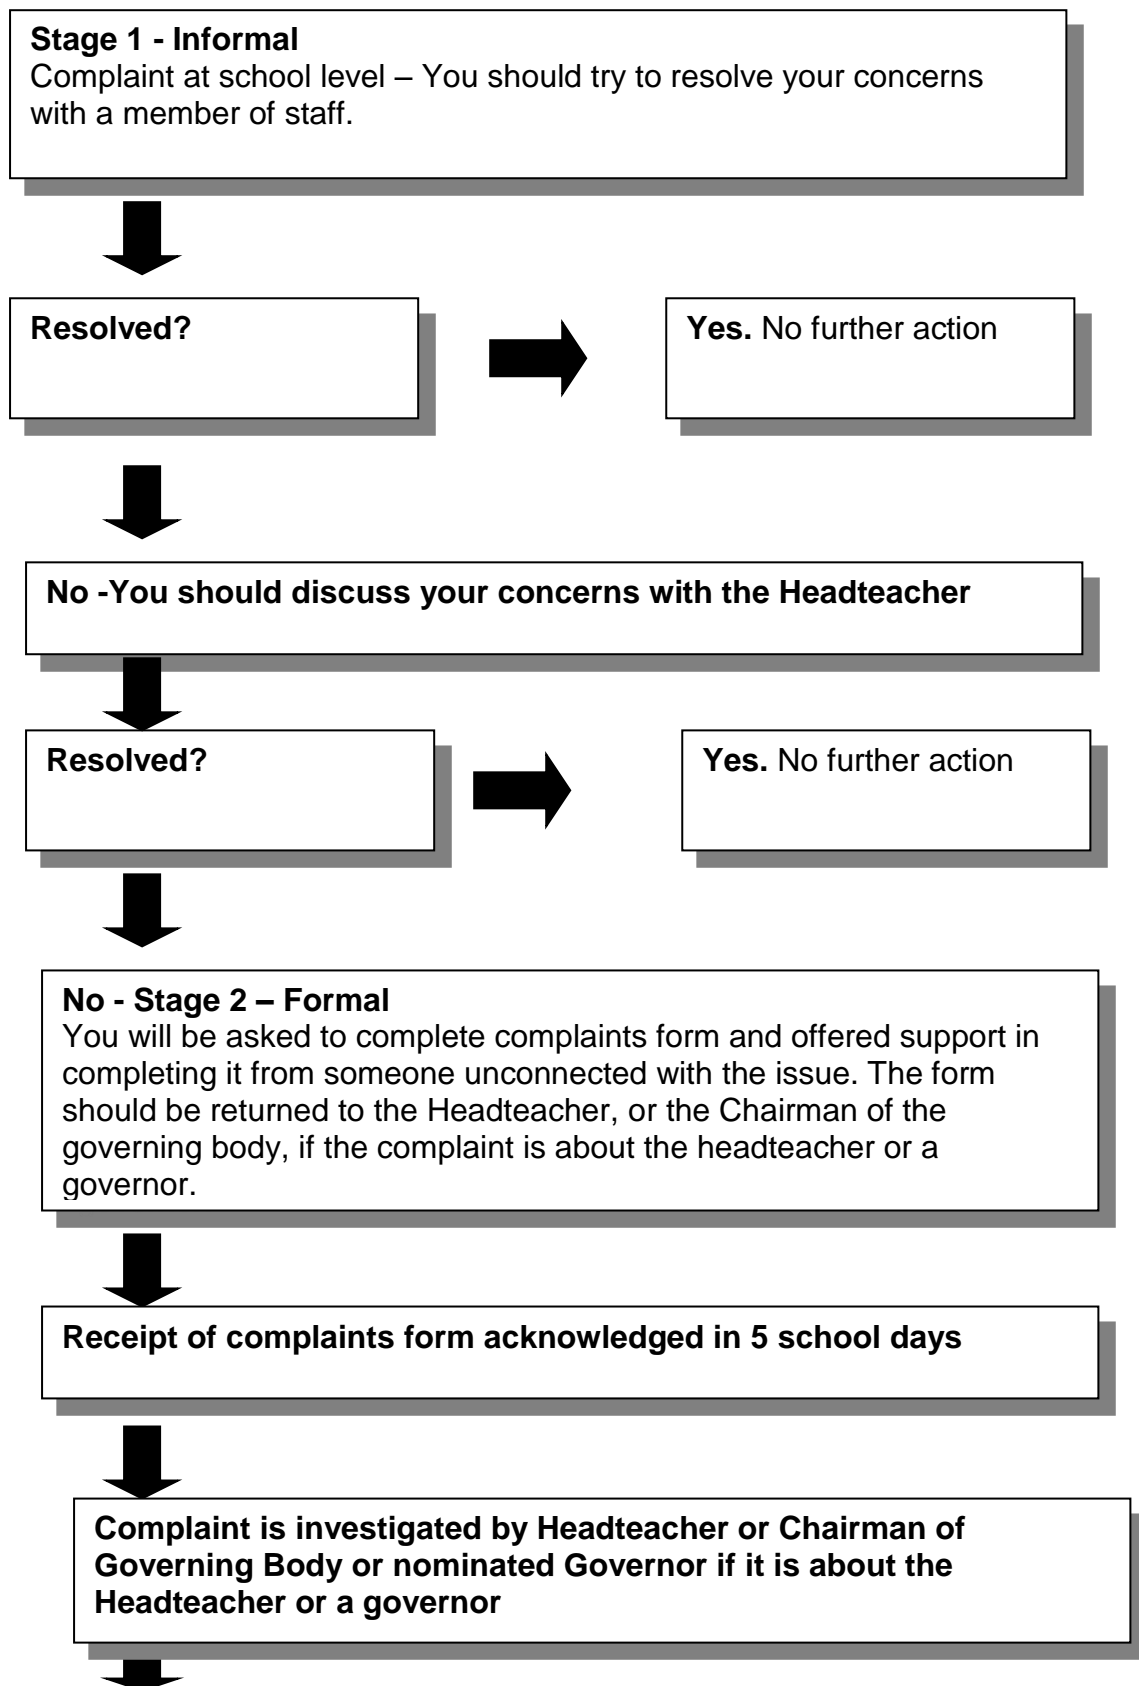 Stage 1 - Informal
Complaint at school level – You should try to resolve your concerns
with a member of staff.
Resolved?
Yes. No further action
No -You should discuss your concerns with the Headteacher
Resolved?
Yes. No further action
No - Stage 2 – Formal
You will be asked to complete complaints form and offered support in
completing it from someone unconnected with the issue. The form
should be returned to the Headteacher, or the Chairman of the
governing body, if the complaint is about the headteacher or a
governor.
Receipt of complaints form acknowledged in 5 school days
Complaint is investigated by Headteacher or Chairman of
Governing Body or nominated Governor if it is about the
Headteacher or a governor